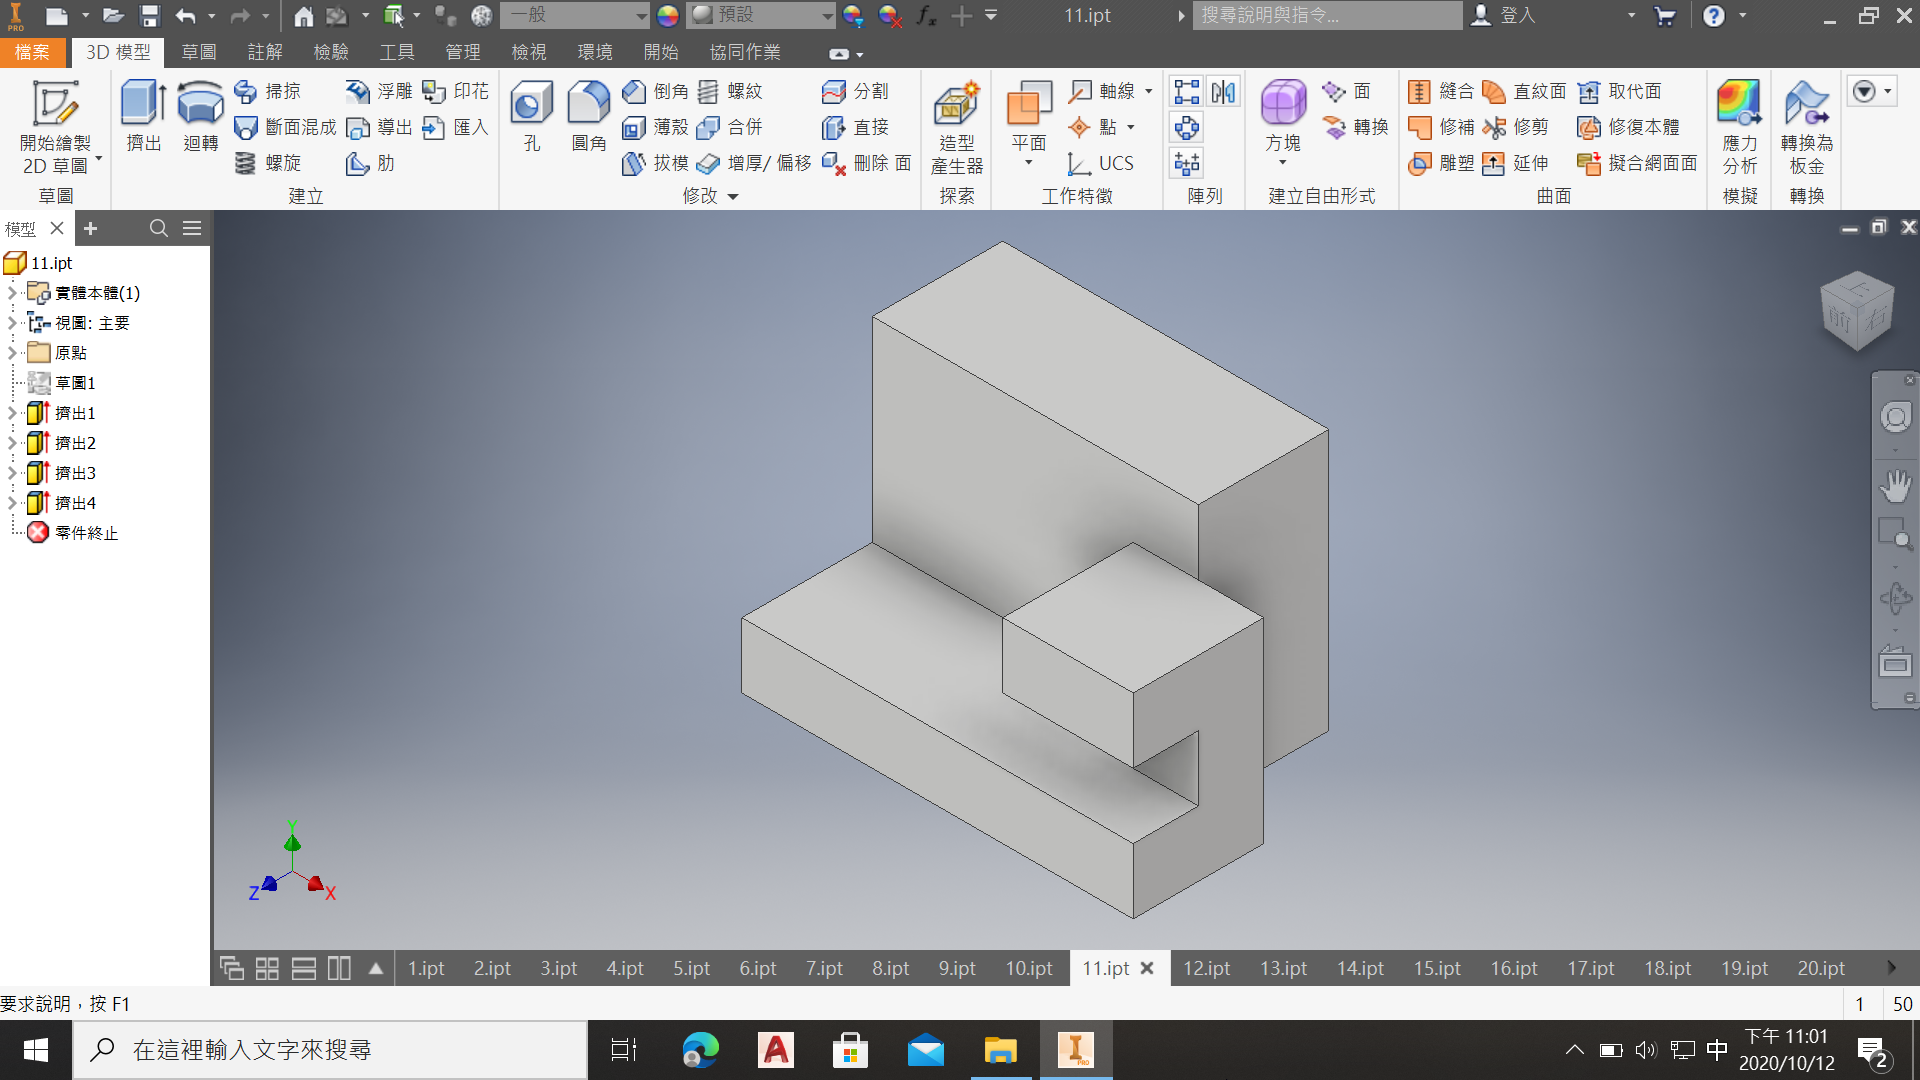 PRO
一般
預設
fx
11.ipt
搜尋說明與指令...
登入
檔案
3D 模型
草圖
註解
檢驗
工具
管理
檢視
環境
開始
協同作業
開始繪製
2D 草圖
草圖
擠出
迴轉
掃掠
斷面混成
螺旋
浮雕
導出
肋
印花
匯入
建立
孔
圓角
倒角
薄殼
拔模
螺紋
合併
增厚/ 偏移
分割
直接
刪除 面
修改
造型
產生器
探索
平面
軸線
點
UCS
工作特徵
陣列
方塊
面
轉換
建立自由形式
縫合
修補
雕塑
直紋面
修剪
延伸
取代面
修復本體
擬合網面面
曲面
應力
分析
模擬
轉換為
板金
轉換
模型
11.ipt
實體本體(1)
視圖: 主要
原點
草圖1
擠出1
擠出2
擠出3
擠出4
零件終止
上
前
右
Y
Z
X
1.ipt
2.ipt
3.ipt
4.ipt
5.ipt
6.ipt
7.ipt
8.ipt
9.ipt
10.ipt
11.ipt
12.ipt
13.ipt
14.ipt
15.ipt
16.ipt
17.ipt
18.ipt
19.ipt
20.ipt
要求說明，按 F1
1
50
在這裡輸入文字來搜尋
PRO
中
下午 11:01
2020/10/12
2